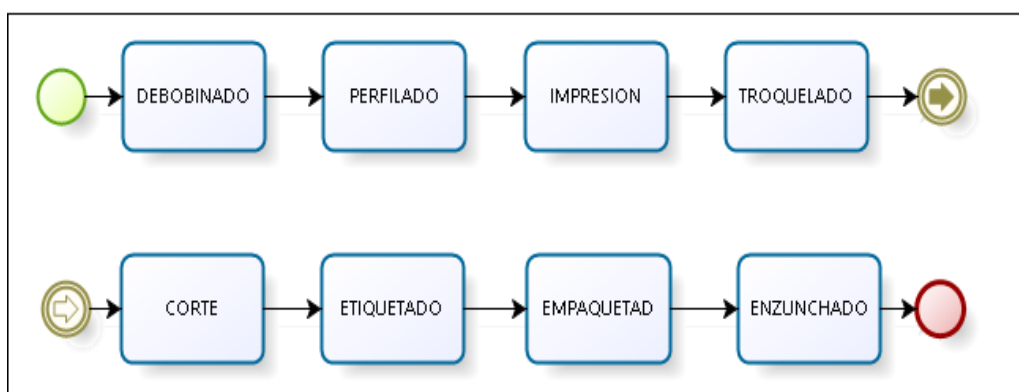 DEBOBINADO
PERFILADO
IMPRESION
TROQUELADO
CORTE
ETIQUETADO
EMPAQUETAD
ENZUNCHADO